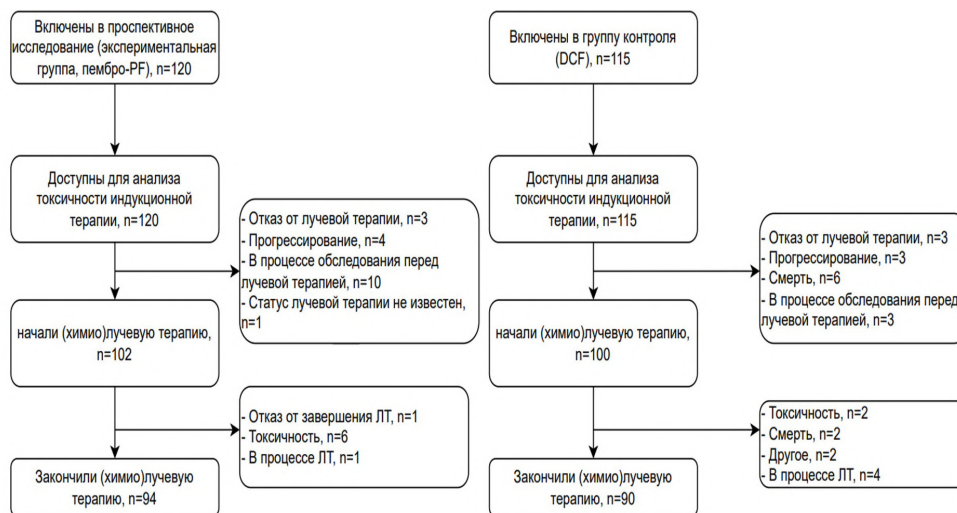 Включены в проспективное
исследование (экспериментальная
группа, пембро-PF), n=120
Доступны для анализа
токсичности индукционной
терапии, n=120
- Отказ от лучевой терапии, n=3
- Прогрессирование, n=4
- В процессе обследования перед
лучевой терапией, n=10
- Статус лучевой терапии не известен,
n=1
начали (химио)лучевую терапию,
n=102
- Отказ от завершения ЛТ, n=1
- Токсичность, n=6
- В процессе ЛТ, n=1
Закончили (химио)лучевую
терапию, n=94
Включены в группу контроля
(DCF), n=115
Доступны для анализа
токсичности индукционной
терапии, n=115
- Отказ от лучевой терапии, n=3
- Прогрессирование, n=3
- Смерть, n=6
- В процессе обследования перед
лучевой терапией, n=3
начали (химио)лучевую терапию,
n=100
- Токсичность, n=2
- Смерть, n=2
- Другое, n=2
- В процессе ЛТ, n=4
Закончили (химио)лучевую
терапию, n=90